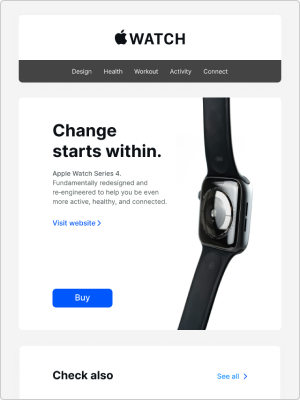 WATCH
Design Health Workout Activity Connect
Change
starts within.
Apple Watch Series 4.
Fundamentally redesigned and
re-engineered to help you be even
more active, healthy, and connected.
Visit website
Buy
Check also
See all